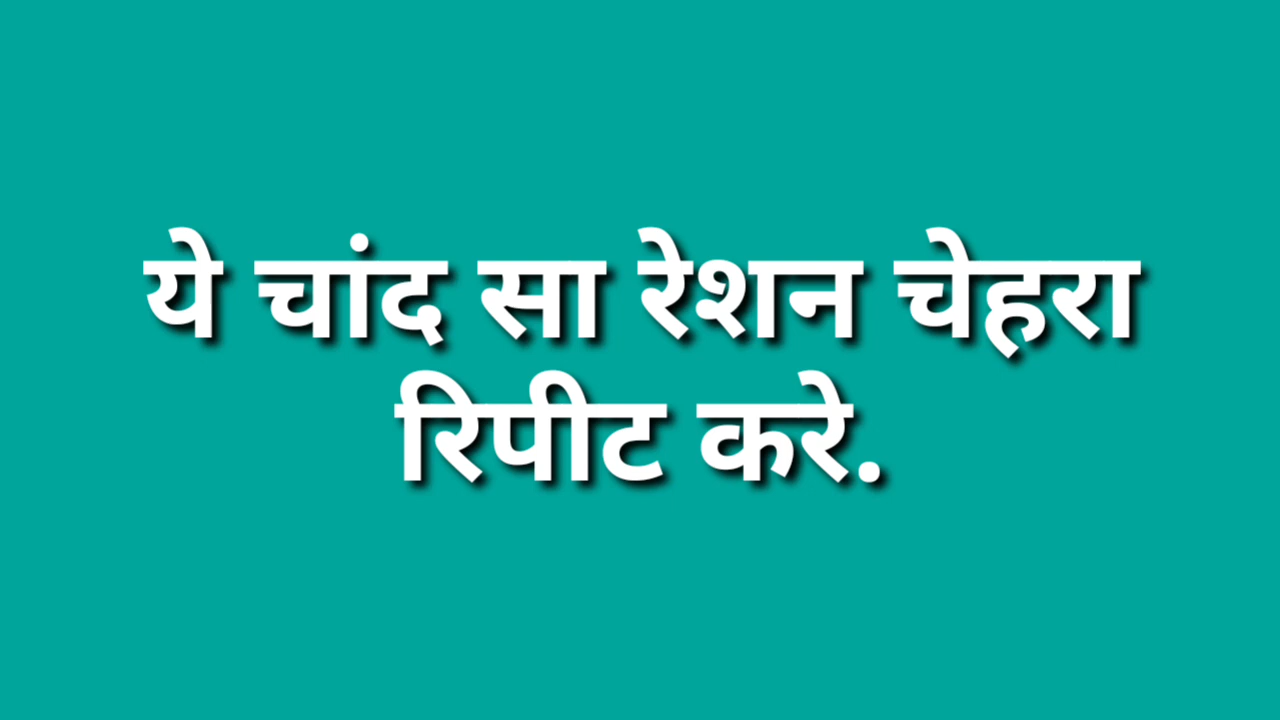 ये चांद सा रेशन चेहरा
रिपीट करे.